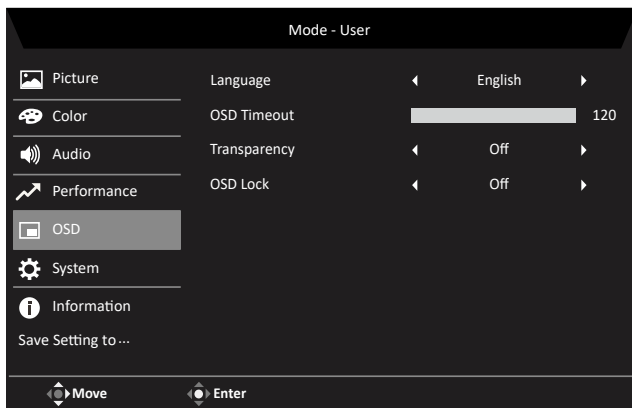 Mode - User
Picture
Color
Audio
Performance
OSD
System
Information
Save Setting to ...
Language English
OSD Timeout 120
Transparency Off
OSD Lock Off
Move Enter